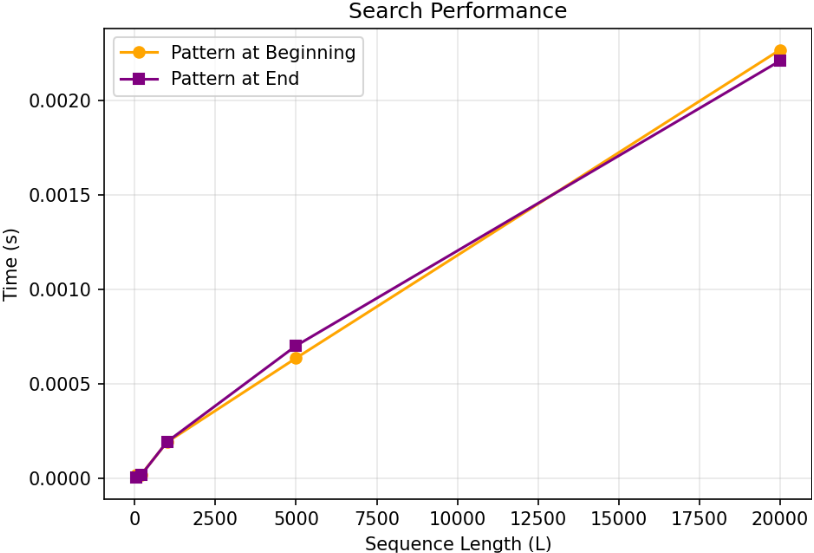 Search Performance
Pattern at Beginning
Pattern at End
0.0020
0.0015
0.0010
0.0005
0.0000
Time (s)
0 2500 5000 7500 10000 12500 15000 17500 20000
Sequence Length (L)